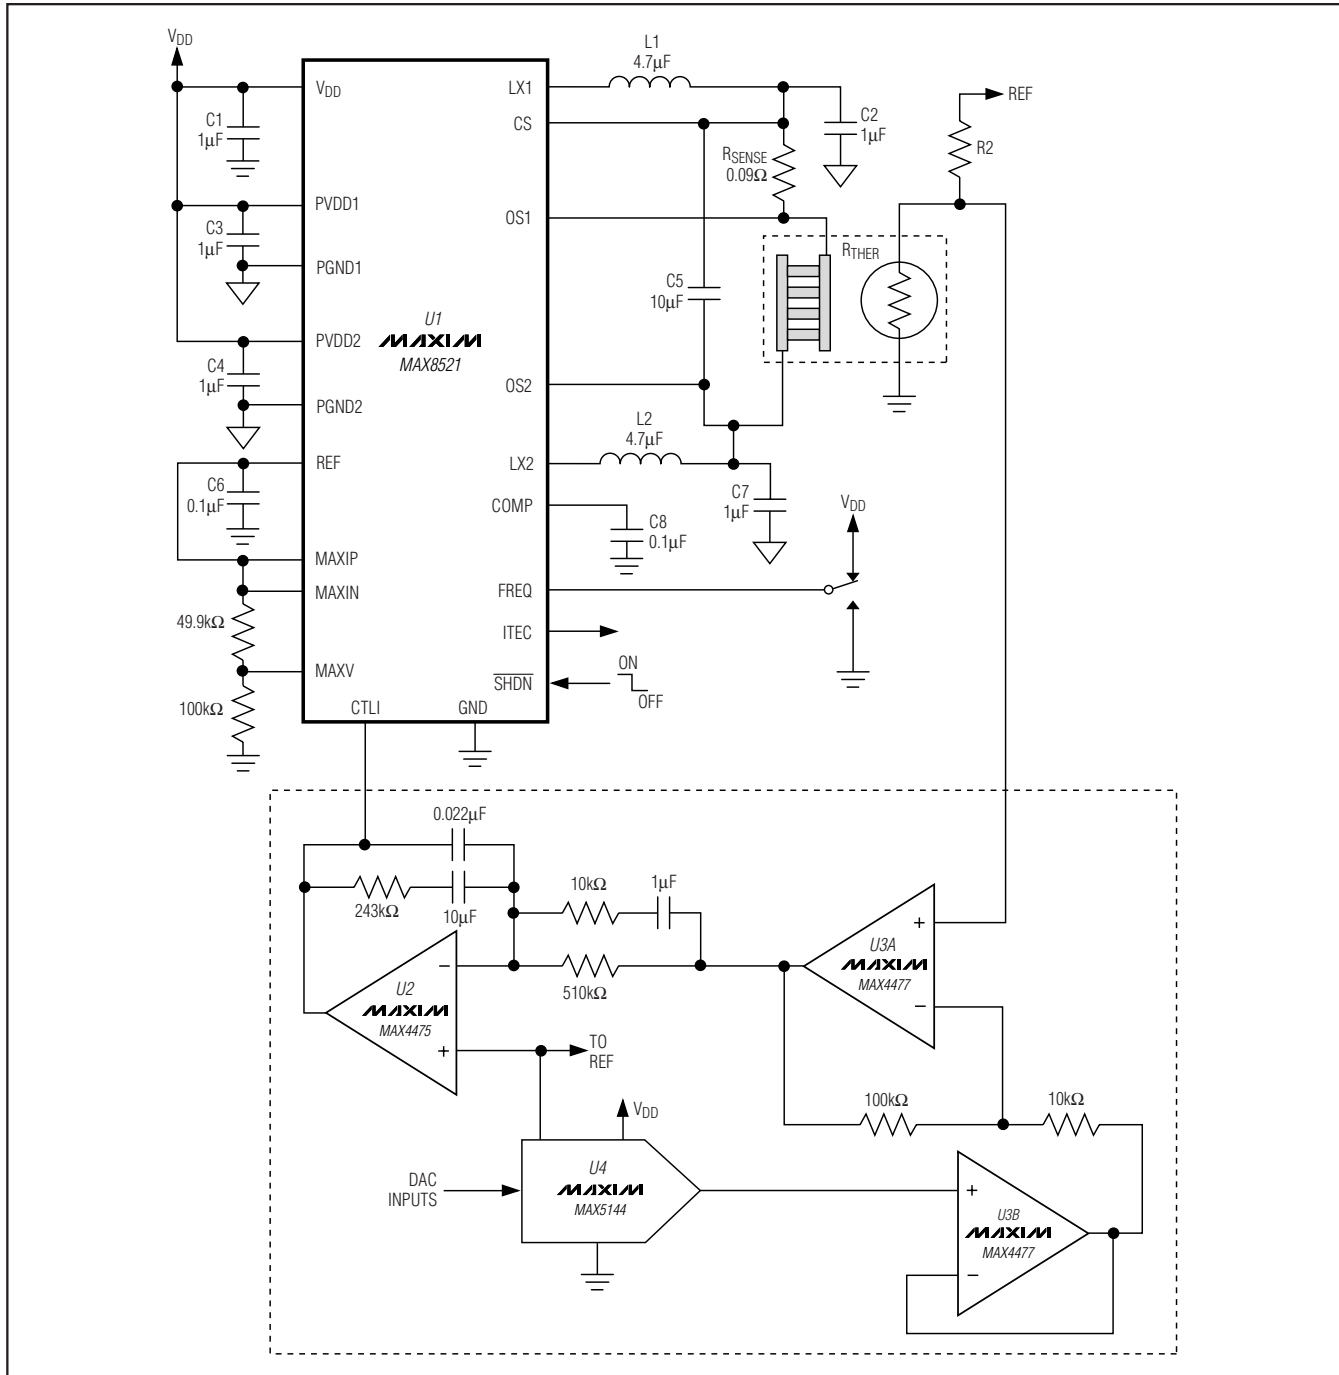 VDD
L1
4.7µF
VDD
LX1
REF
C1
1µF
CS
C2
1µF
RSENSE
0.09Ω
R2
PVDD1
OS1
C3
1µF
PGND1
RTHER
C5
10µF
U1
MAXIM
MAX8521
PVDD2
C4
1µF
OS2
PGND2
L2
4.7µF
REF
LX2
C6
0.1µF
COMP
C7
1µF
VDD
C8
0.1µF
MAXIP
MAXIN
FREQ
49.9kΩ
ITEC
MAXV
SHDN
ON
OFF
100kΩ
CTLI
GND
0.022µF
10kΩ
1µF
243kΩ
10µF
+
U3A
MAXIM
MAX4477
−
−
510kΩ
U2
MAXIM
MAX4475
+
TO
REF
100kΩ
10kΩ
VDD
DAC
INPUTS
U4
MAXIM
MAX5144
+
U3B
MAXIM
MAX4477
−